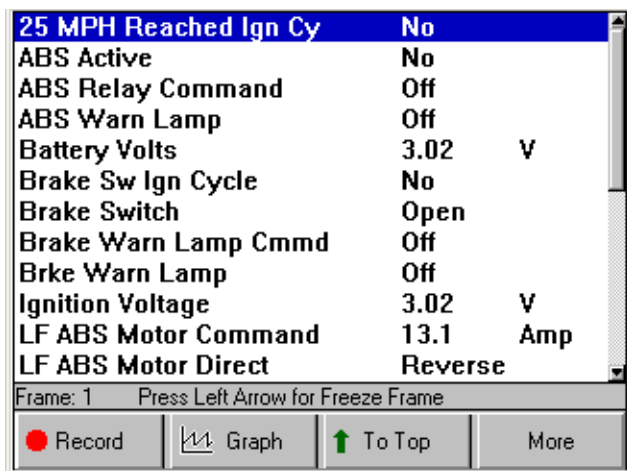 25 MPH Reached Ign Cy No
ABS Active No
ABS Relay Command Off
ABS Warn Lamp Off
Battery Volts 3.02 V
Brake Sw Ign Cycle No
Brake Switch Open
Brake Warn Lamp Cmmd Off
Brke Warn Lamp Off
Ignition Voltage 3.02 V
LF ABS Motor Command 13.1 Amp
LF ABS Motor Direct Reverse
Frame: 1 Press Left Arrow for Freeze Frame
Record Graph To Top More